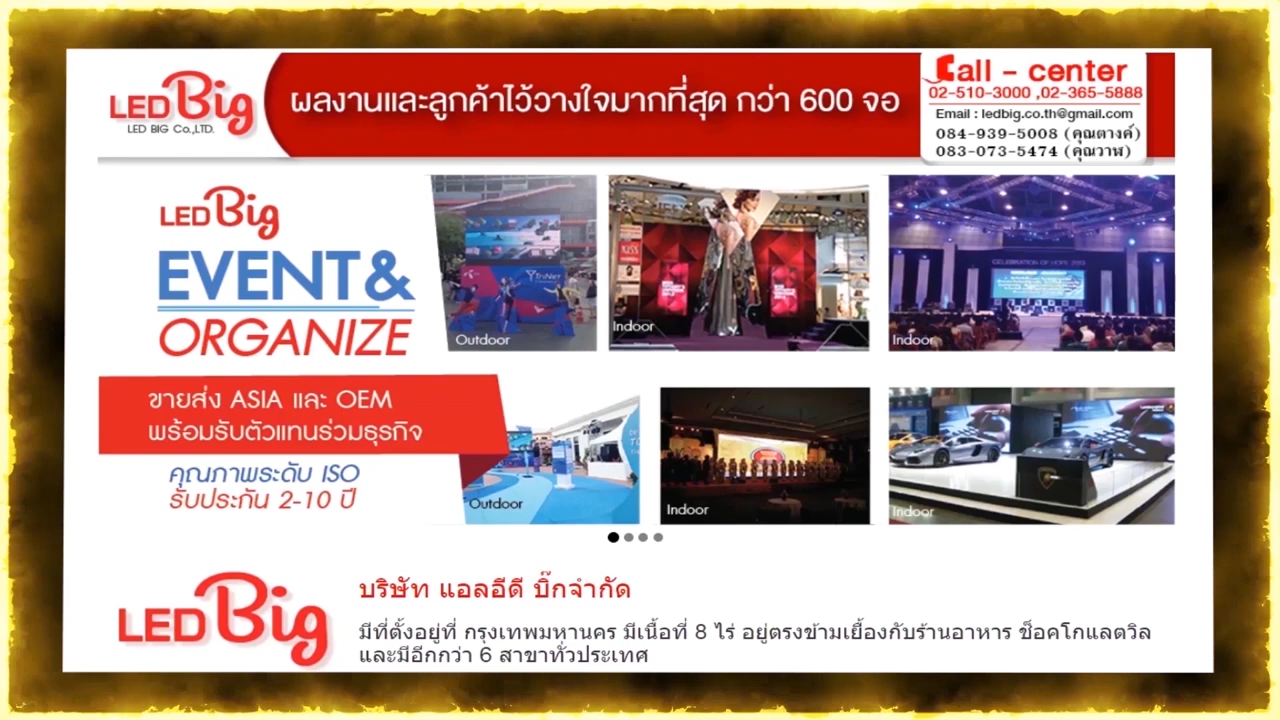 LED Big
LED BIG Co.,LTD.
ผลงานและลูกค้าไว้วางใจมากที่สุด กว่า 600 จอ
Call - center
02-510-3000 ,02-365-5888
Email : ledbig.co.th@gmail.com
084-939-5008 (คุณตางค์)
083-073-5474 (คุณวาฬ)
LED Big
EVENT&
ORGANIZE
TriNet
Outdoor
Indoor
CELEBRATION OF HOPE 2013
Indoor
ขายส่ง ASIA และ OEM
พร้อมรับตัวแทนร่วมธุรกิจ
คุณภาพระดับ ISO
รับประกัน 2-10 ปี
Outdoor
Indoor
Indoor
LED Big
บริษัท แอลอีดี บิ๊กจำกัด
มีที่ตั้งอยู่ที่ กรุงเทพมหานคร มีเนื้อที่ 8 ไร่ อยู่ตรงข้ามเยื้องกับร้านอาหาร ช็อคโกแลตวิล
และมีอีกกว่า 6 สาขาทั่วประเทศ